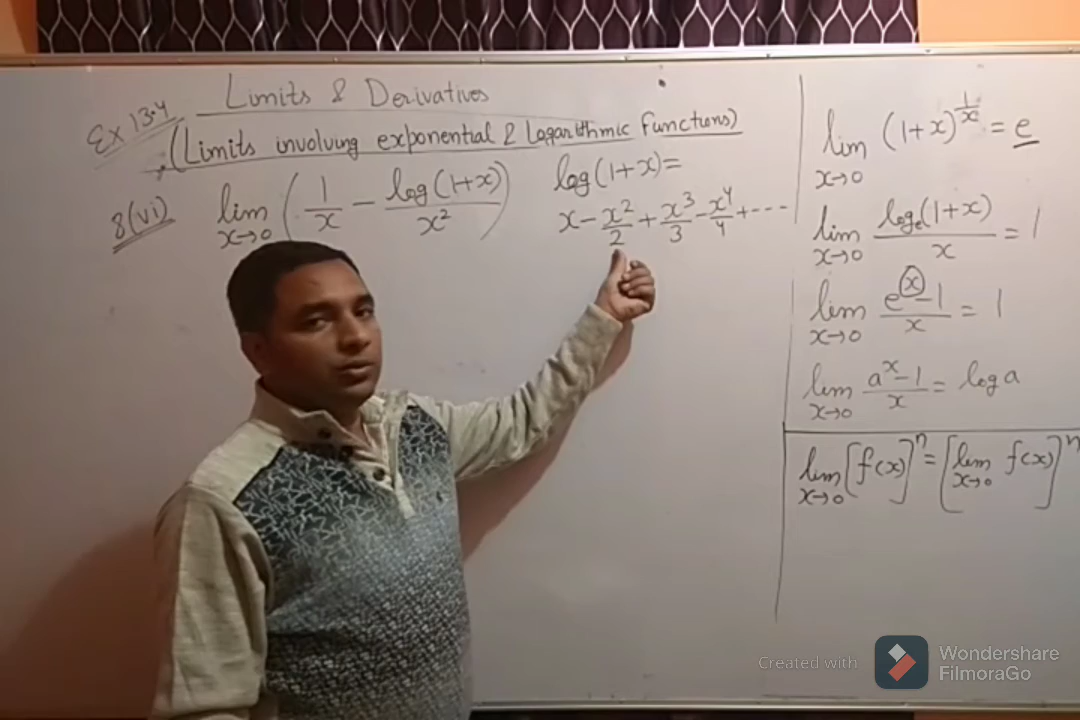 Limits & Derivatives
Ex 13.4
(Limits involving exponential & Logarithmic Functions)
8(vi) lim x→0 (1/x − log(1+x)/x²)
log(1+x)=
x − x²/2 + x³/3 − x⁴/4 + ---
lim x→0 (1+x)^(1/x) = e
lim x→0 logₑ(1+x)/x = 1
lim x→0 (e^x − 1)/x = 1
lim x→0 (a^x − 1)/x = log a
lim x→0 [f(x)]^n = [lim x→0 f(x)]^n
Created with Wondershare FilmoraGo